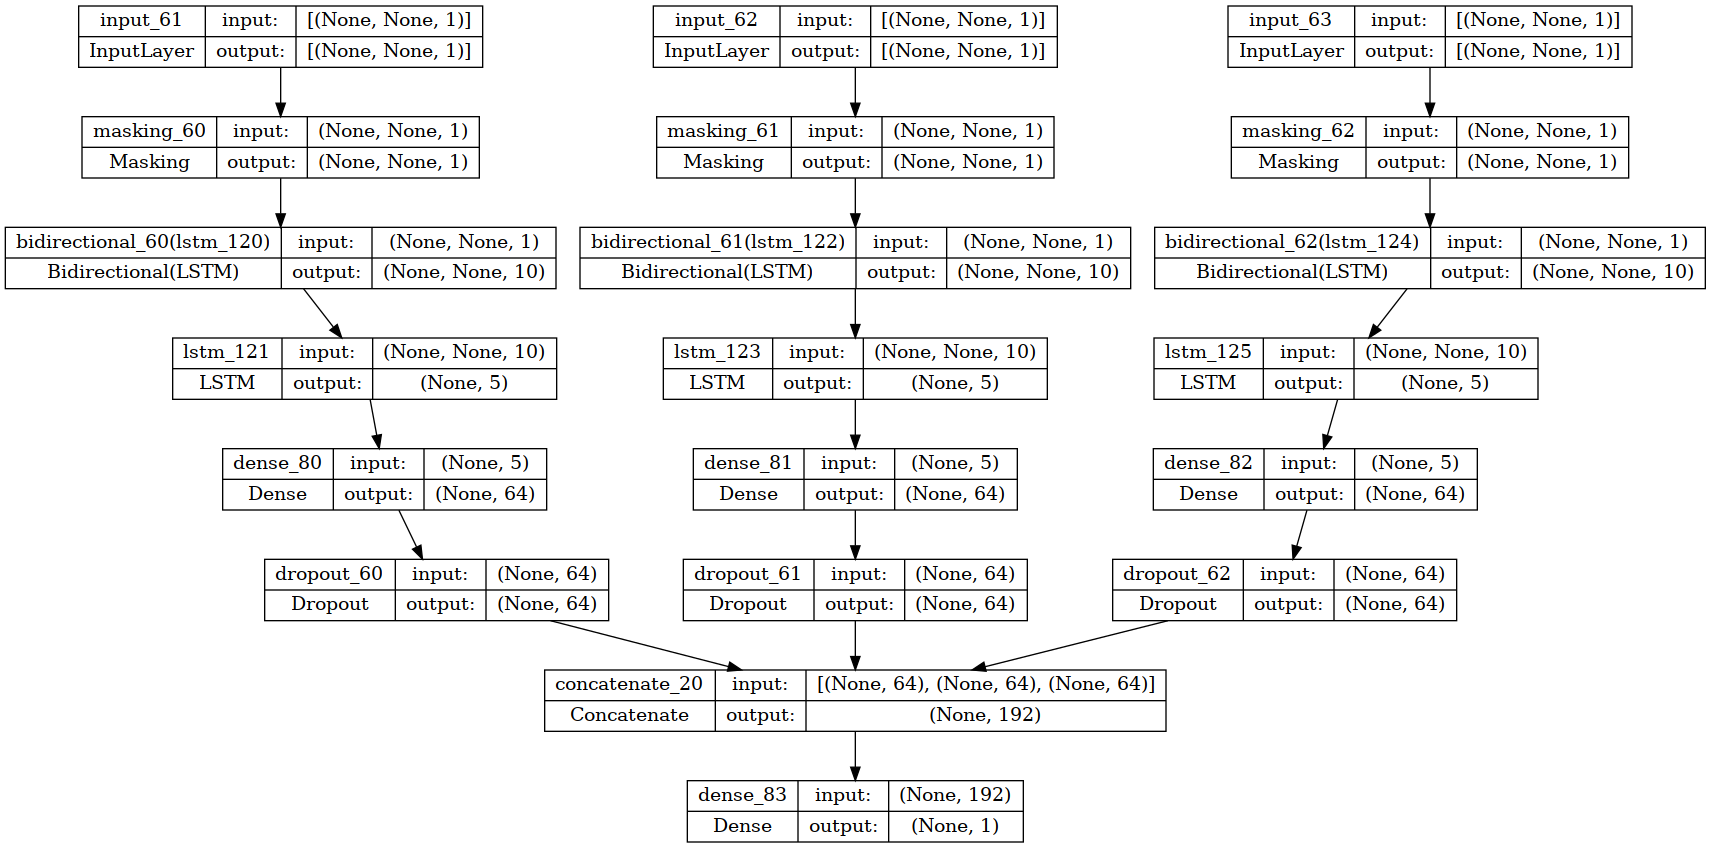 input_61 input: [(None, None, 1)]
InputLayer output: [(None, None, 1)]
input_62 input: [(None, None, 1)]
InputLayer output: [(None, None, 1)]
input_63 input: [(None, None, 1)]
InputLayer output: [(None, None, 1)]
masking_60 input: (None, None, 1)
Masking output: (None, None, 1)
masking_61 input: (None, None, 1)
Masking output: (None, None, 1)
masking_62 input: (None, None, 1)
Masking output: (None, None, 1)
bidirectional_60(lstm_120) input: (None, None, 1)
Bidirectional(LSTM) output: (None, None, 10)
bidirectional_61(lstm_122) input: (None, None, 1)
Bidirectional(LSTM) output: (None, None, 10)
bidirectional_62(lstm_124) input: (None, None, 1)
Bidirectional(LSTM) output: (None, None, 10)
lstm_121 input: (None, None, 10)
LSTM output: (None, 5)
lstm_123 input: (None, None, 10)
LSTM output: (None, 5)
lstm_125 input: (None, None, 10)
LSTM output: (None, 5)
dense_80 input: (None, 5)
Dense output: (None, 64)
dense_81 input: (None, 5)
Dense output: (None, 64)
dense_82 input: (None, 5)
Dense output: (None, 64)
dropout_60 input: (None, 64)
Dropout output: (None, 64)
dropout_61 input: (None, 64)
Dropout output: (None, 64)
dropout_62 input: (None, 64)
Dropout output: (None, 64)
concatenate_20 input: [(None, 64), (None, 64), (None, 64)]
Concatenate output: (None, 192)
dense_83 input: (None, 192)
Dense output: (None, 1)